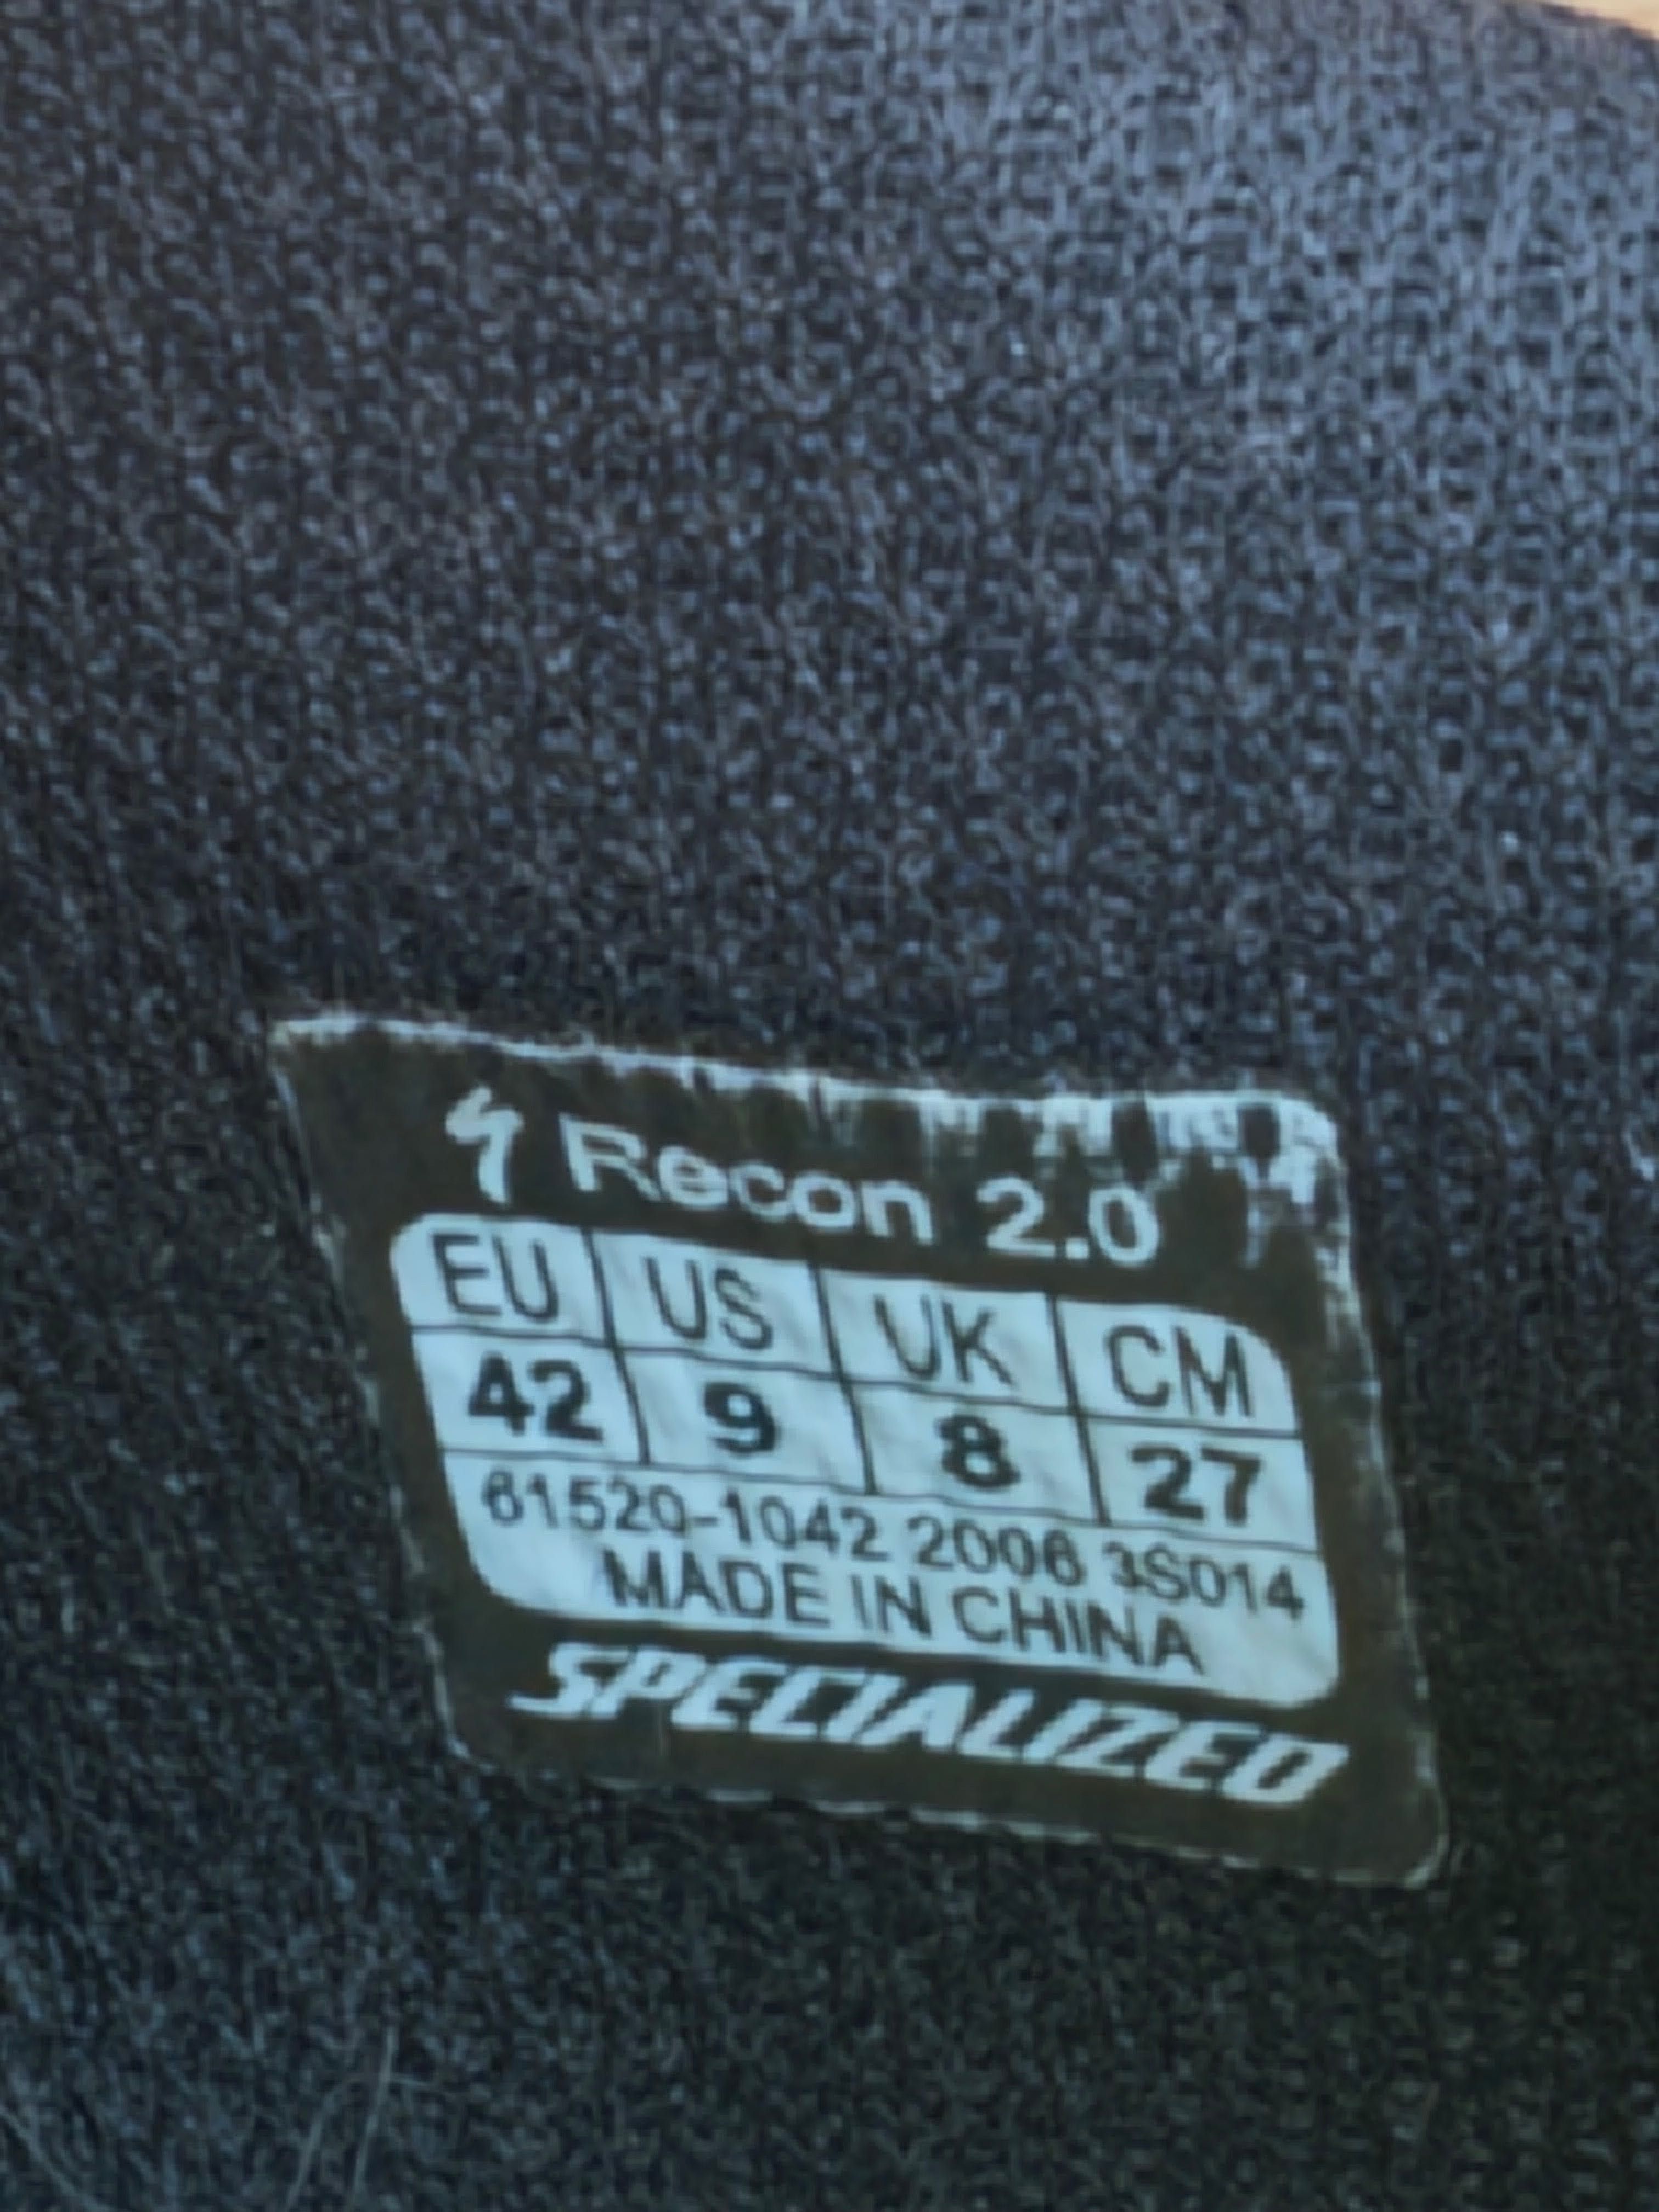 Recon 2.0
EU US UK CM
42 9 8 27
61520-1042 2006 3S014
MADE IN CHINA
SPECIALIZED